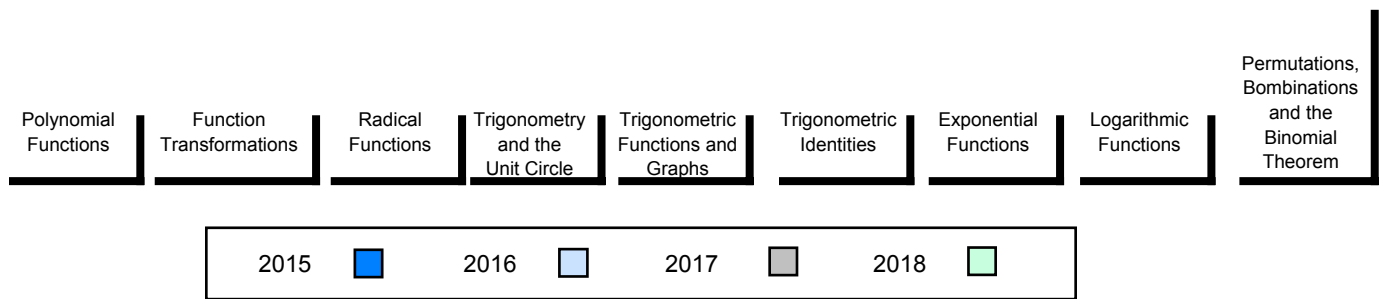 Polynomial
Functions
Function
Transformations
Radical
Functions
Trigonometry
and the
Unit Circle
Trigonometric
Functions and
Graphs
Trigonometric
Identities
Exponential
Functions
Logarithmic
Functions
Permutations,
Bombinations
and the
Binomial
Theorem
2015 2016 2017 2018